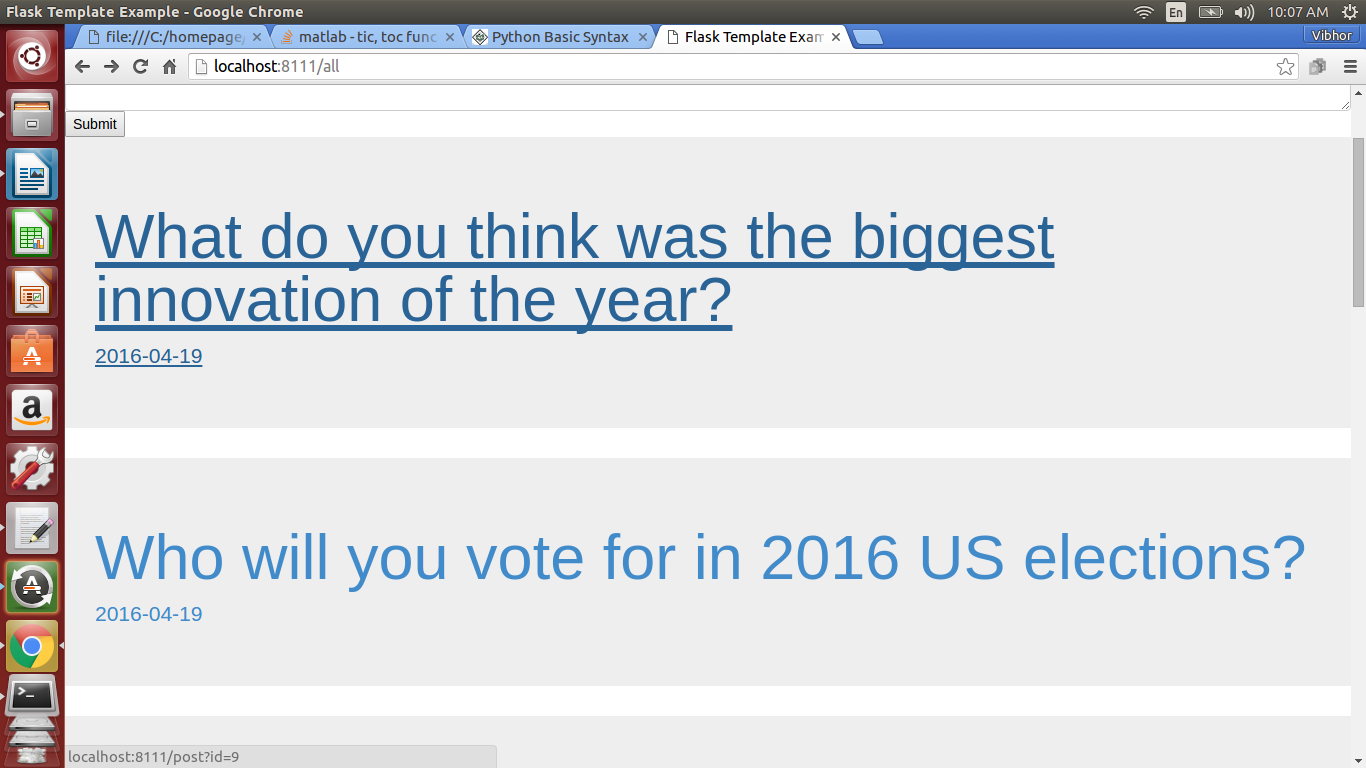 Flask Template Example - Google Chrome
En
10:07 AM
file:///C:/homepage/
matlab - tic, toc func
Python Basic Syntax
Flask Template Exam
Vibhor
localhost:8111/all
Submit
What do you think was the biggest
innovation of the year?
2016-04-19
Who will you vote for in 2016 US elections?
2016-04-19
localhost:8111/post?id=9